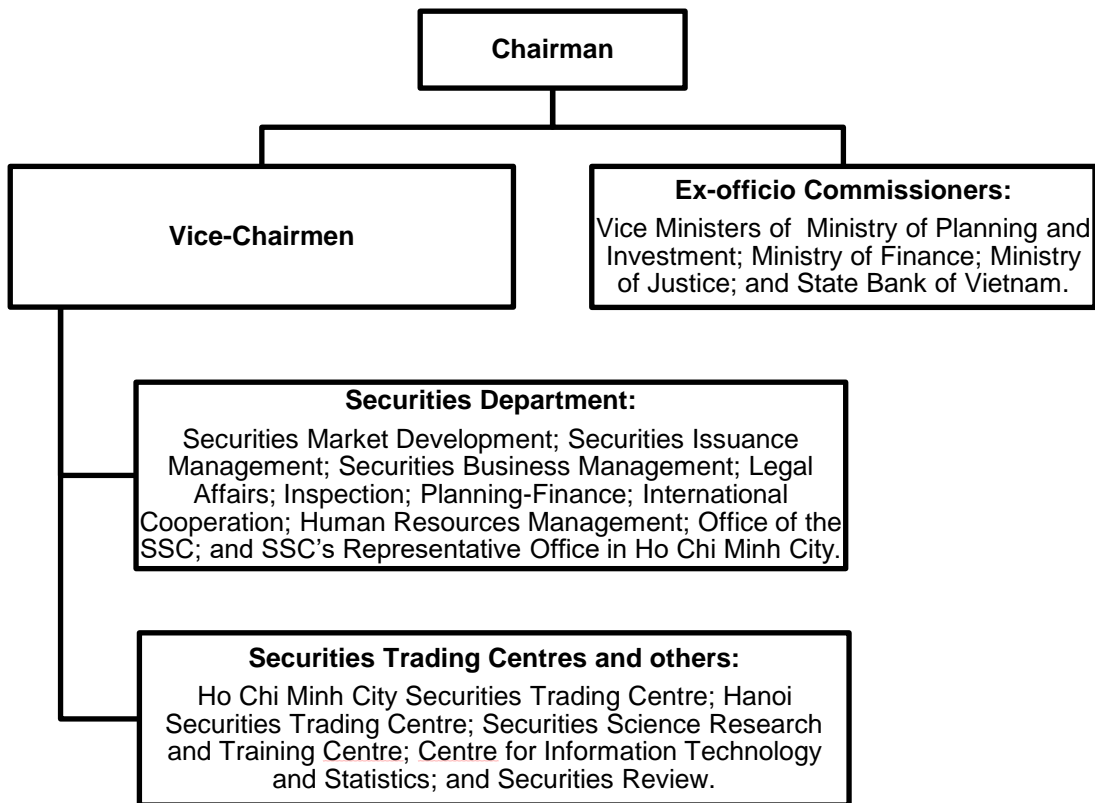 Chairman
Vice-Chairmen
Ex-officio Commissioners:
Vice Ministers of Ministry of Planning and
Investment; Ministry of Finance; Ministry
of Justice; and State Bank of Vietnam.
Securities Department:
Securities Market Development; Securities Issuance
Management; Securities Business Management; Legal
Affairs; Inspection; Planning-Finance; International
Cooperation; Human Resources Management; Office of the
SSC; and SSC's Representative Office in Ho Chi Minh City.
Securities Trading Centres and others:
Ho Chi Minh City Securities Trading Centre; Hanoi
Securities Trading Centre; Securities Science Research
and Training Centre; Centre for Information Technology
and Statistics; and Securities Review.